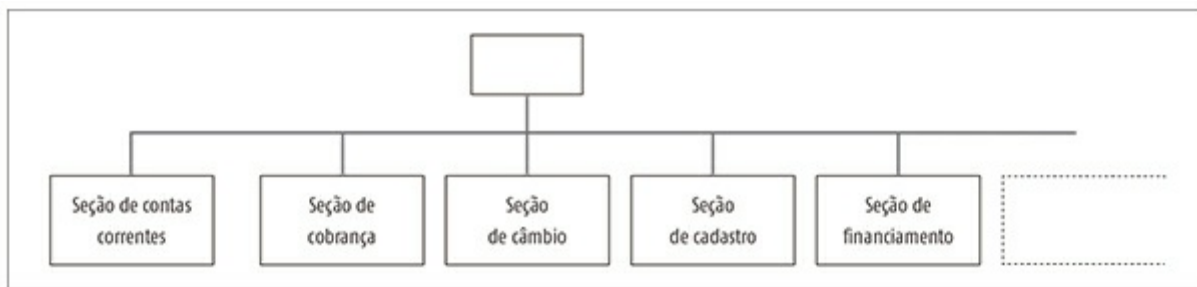 Seção de contas
correntes
Seção de
cobrança
Seção
de câmbio
Seção
de cadastro
Seção de
financiamento